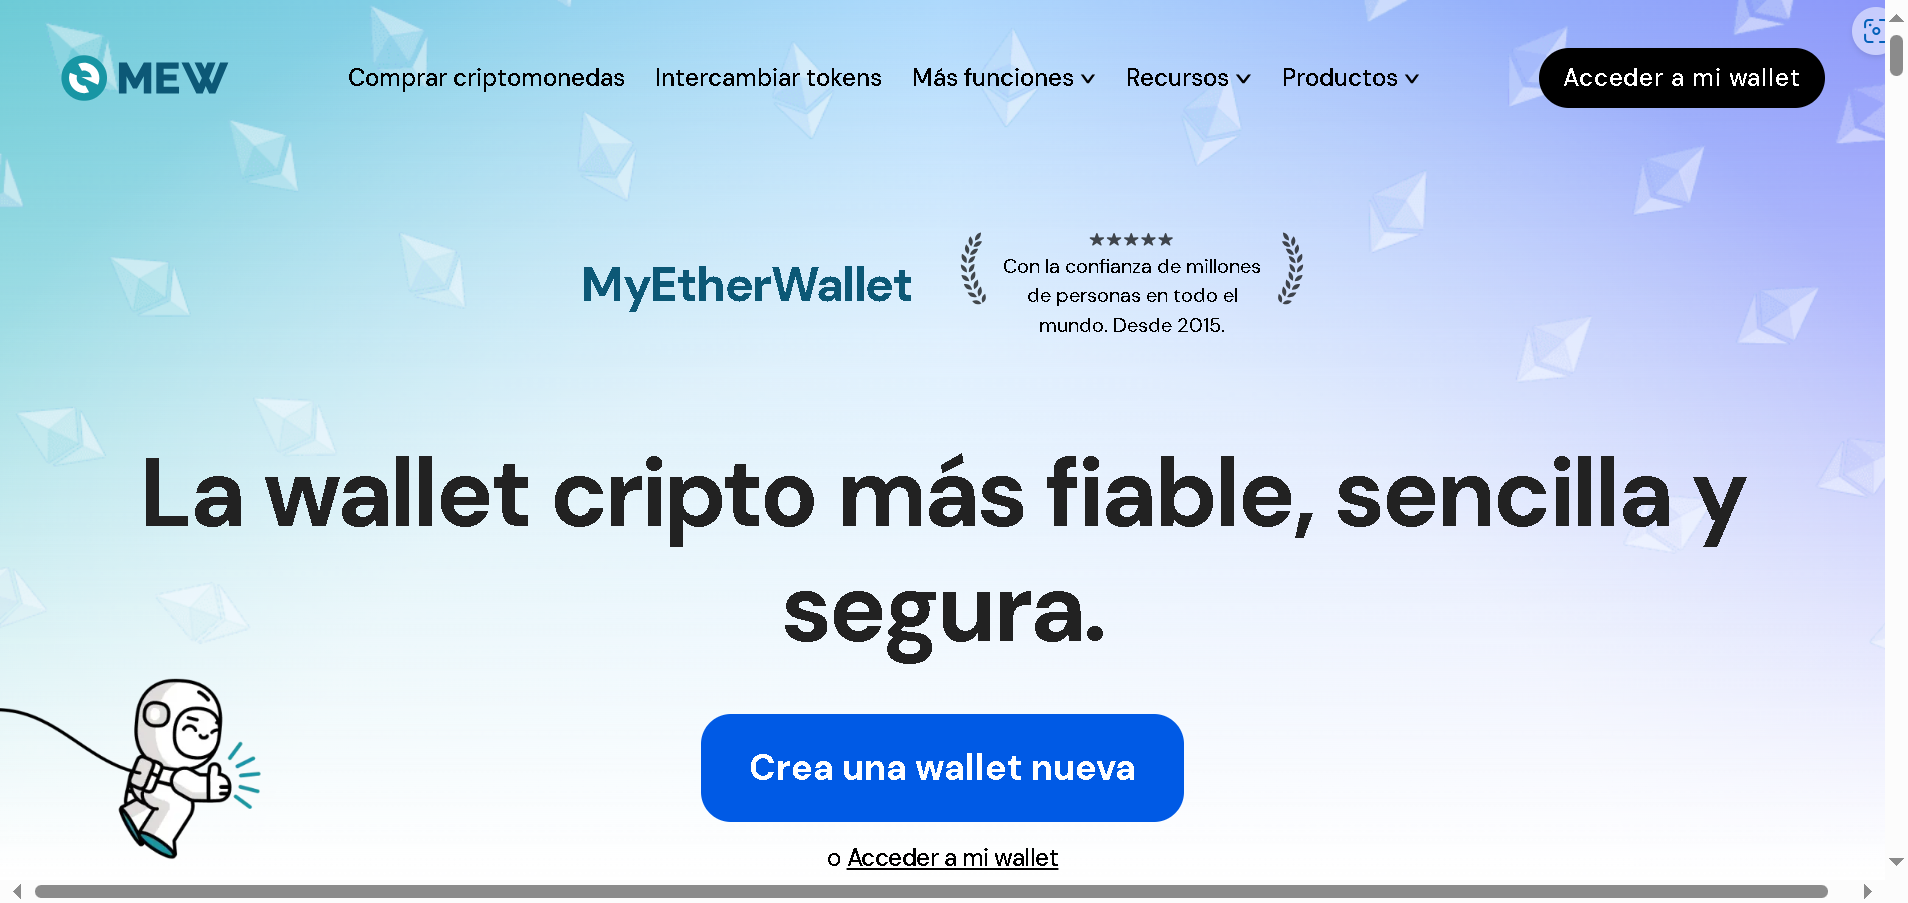 MEW
Comprar criptomonedas
Intercambiar tokens
Más funciones
Recursos
Productos
Acceder a mi wallet
MyEtherWallet
Con la confianza de millones
de personas en todo el
mundo. Desde 2015.
La wallet cripto más fiable, sencilla y
segura.
Crea una wallet nueva
o Acceder a mi wallet